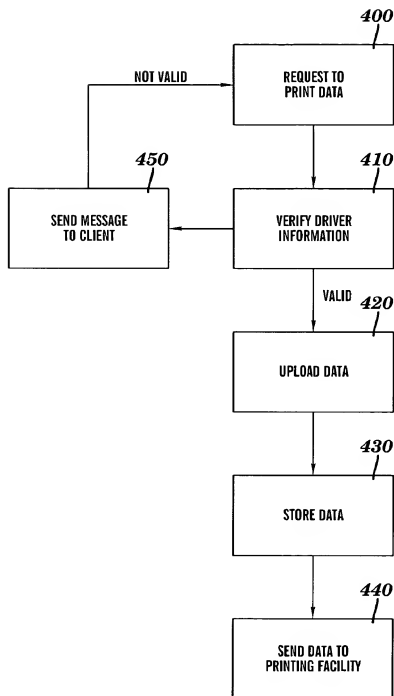 400
REQUEST TO
PRINT DATA
NOT VALID
450
SEND MESSAGE
TO CLIENT
410
VERIFY DRIVER
INFORMATION
VALID
420
UPLOAD DATA
430
STORE DATA
440
SEND DATA TO
PRINTING FACILITY